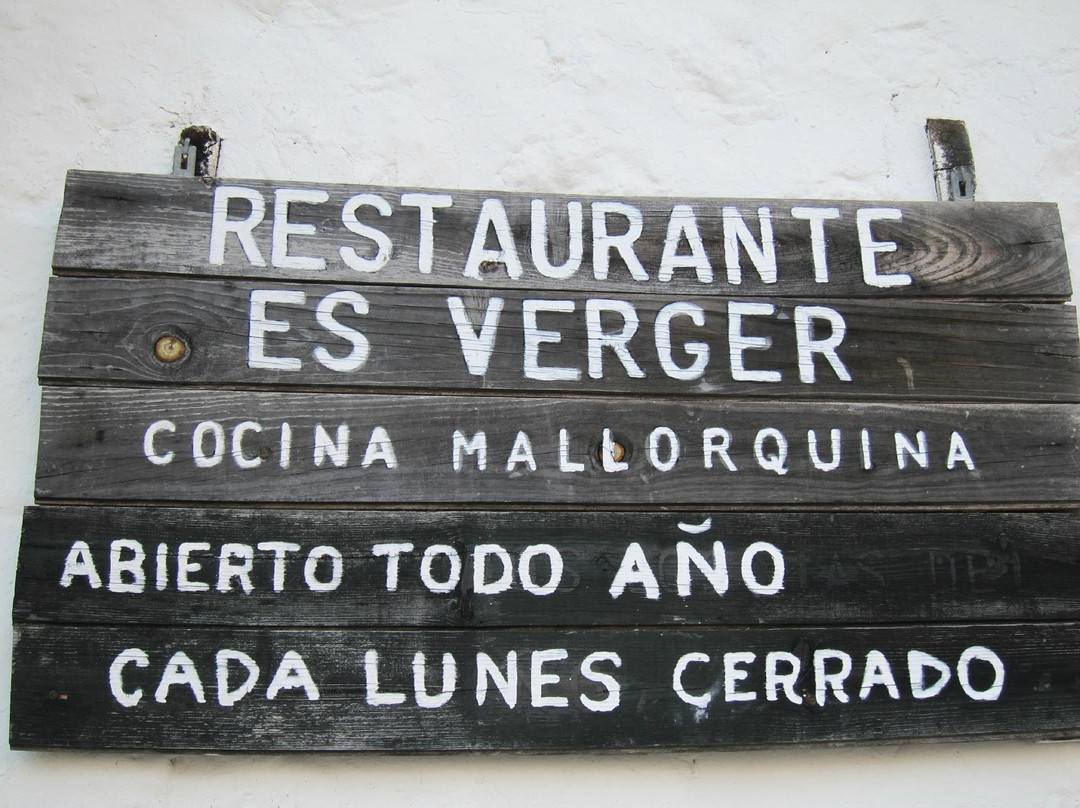 RESTAURANTE
ES VERGER
COCINA MALLORQUINA
ABIERTO TODO AÑO
CADA LUNES CERRADO